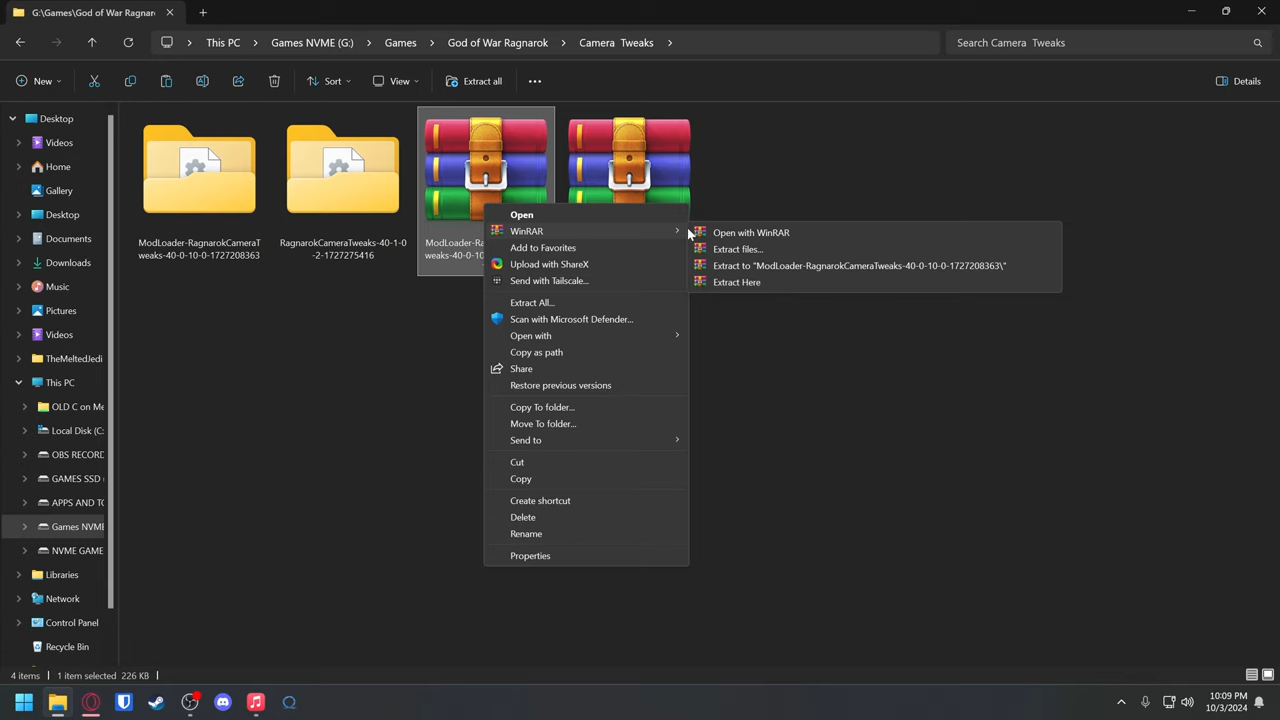 G:\Games\God of War Ragnar
This PC
Games NVME (G:)
Games
God of War Ragnarok
Camera Tweaks
Search Camera Tweaks
New
Sort
View
Extract all
Details
Desktop
Videos
Home
Gallery
Desktop
Documents
Downloads
Music
Pictures
Videos
TheMeltedJedi
This PC
OLD C on Me
Local Disk (C:
OBS RECORD
GAMES SSD (
APPS AND TO
Games NVME
NVME GAME
Libraries
Network
Control Panel
Recycle Bin
ModLoader-RagnarokCameraT
weaks-40-0-10-0-1727208363
RagnarokCameraTweaks-40-1-0
-2-1727275416
ModLoader-Ra
weaks-40-0-10
Open
WinRAR
Add to Favorites
Upload with ShareX
Send with Tailscale...
Extract All...
Scan with Microsoft Defender...
Open with
Copy as path
Share
Restore previous versions
Copy To folder...
Move To folder...
Send to
Cut
Copy
Create shortcut
Delete
Rename
Properties
Open with WinRAR
Extract files...
Extract to "ModLoader-RagnarokCameraTweaks-40-0-10-0-1727208363\"
Extract Here
4 items
1 item selected 226 KB
10:09 PM
10/3/2024